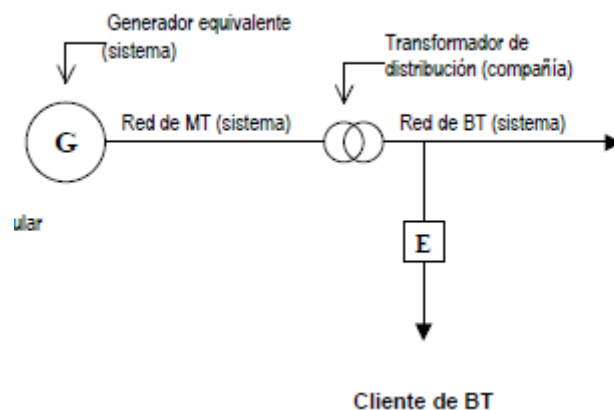 Generador equivalente
(sistema)
Transformador de
distribución (compañía)
Red de MT (sistema)
Red de BT (sistema)
G
ular
E
Cliente de BT